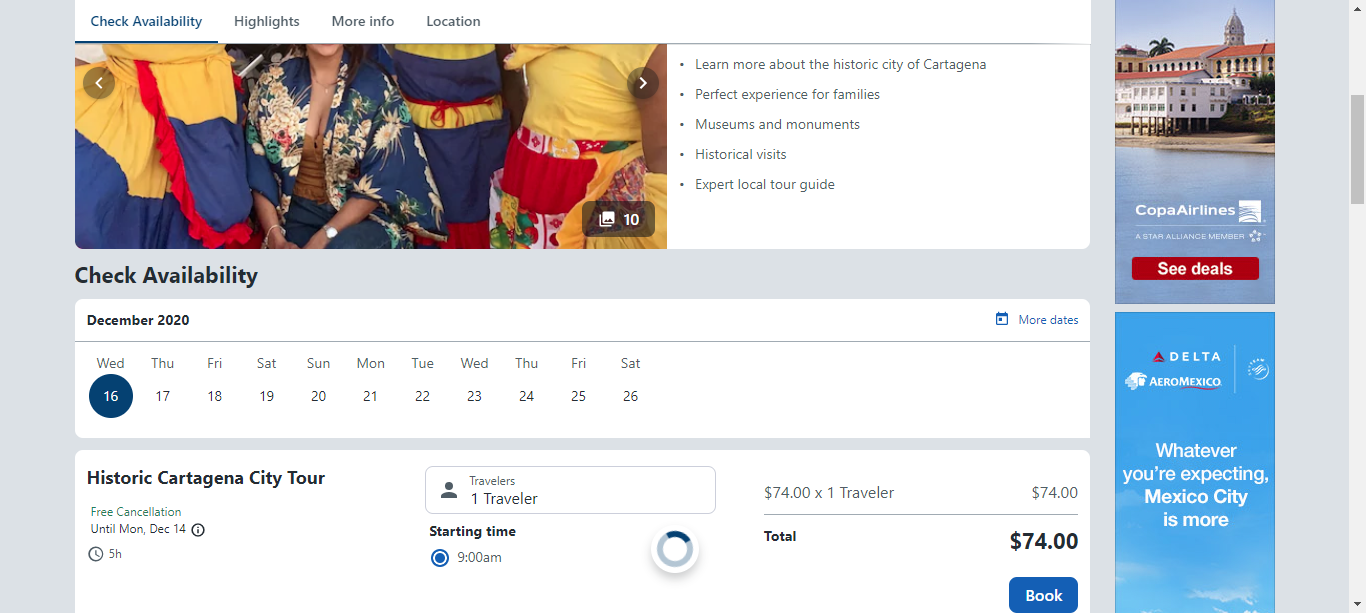 Check Availability Highlights More info Location
Learn more about the historic city of Cartagena
Perfect experience for families
Museums and monuments
Historical visits
Expert local tour guide
10
Check Availability
December 2020 More dates
Wed Thu Fri Sat Sun Mon Tue Wed Thu Fri Sat
16 17 18 19 20 21 22 23 24 25 26
Historic Cartagena City Tour
Free Cancellation
Until Mon, Dec 14
5h
Travelers
1 Traveler
Starting time
9:00am
$74.00 x 1 Traveler $74.00
Total $74.00
Book
CopaAirlines
A STAR ALLIANCE MEMBER
See deals
DELTA
AEROMEXICO.
Whatever
you're expecting,
Mexico City
is more